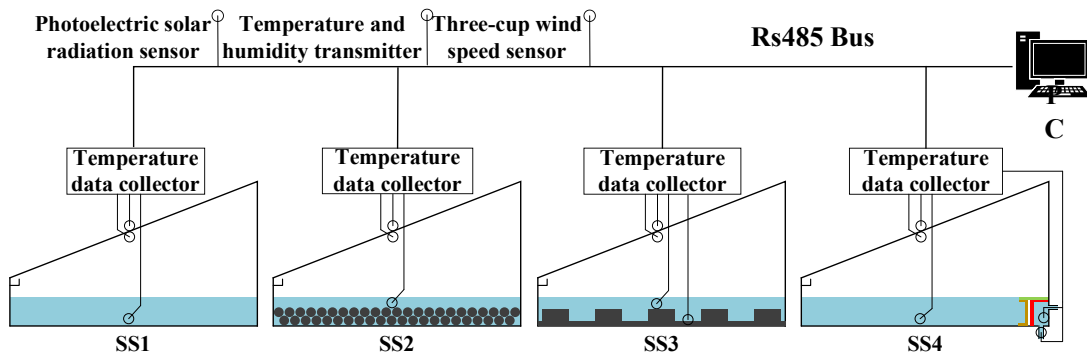 Photoelectric solar
radiation sensor
Temperature and
humidity transmitter
Three-cup wind
speed sensor
Rs485 Bus
P
C
Temperature
data collector
Temperature
data collector
Temperature
data collector
Temperature
data collector
SS1
SS2
SS3
SS4